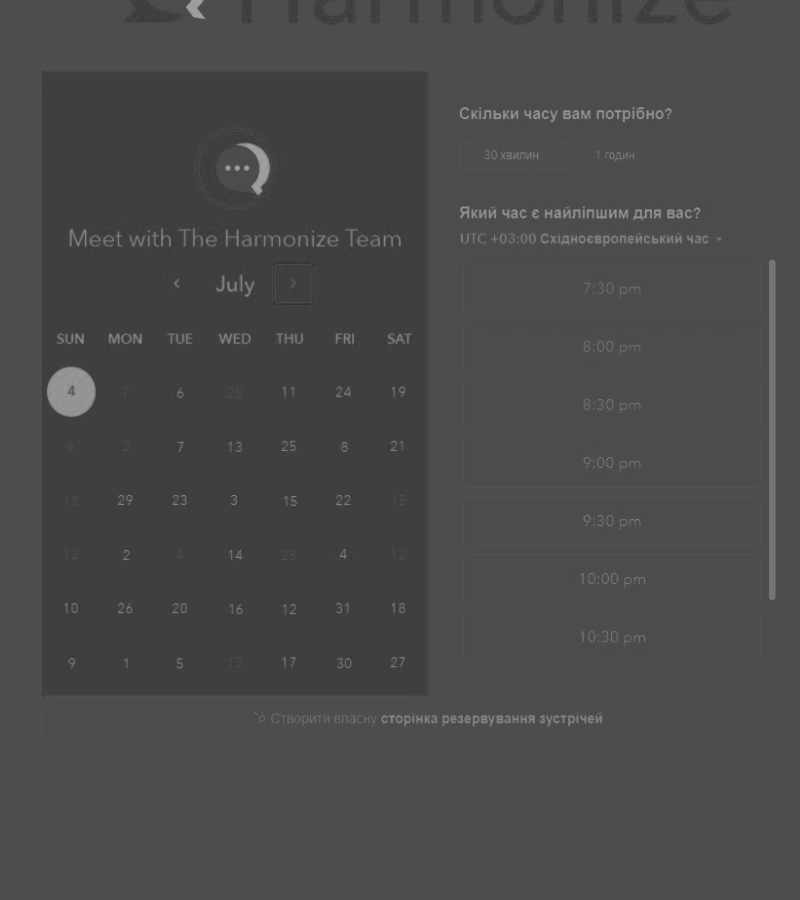 Harmonize
Meet with The Harmonize Team
July
SUN MON TUE WED THU FRI SAT
4 7 6 28 11 24 19
6 2 7 13 25 8 21
18 29 23 3 15 22 15
12 2 4 14 25 4 12
10 26 20 16 12 31 18
9 1 5 13 17 30 27
Скільки часу вам потрібно?
30 хвилин 1 годин
Який час є найліпшим для вас?
UTC +03:00 Східноєвропейський час
7:30 pm
8:00 pm
8:30 pm
9:00 pm
9:30 pm
10:00 pm
10:30 pm
Створити впасну сторінка резервування зустрічей